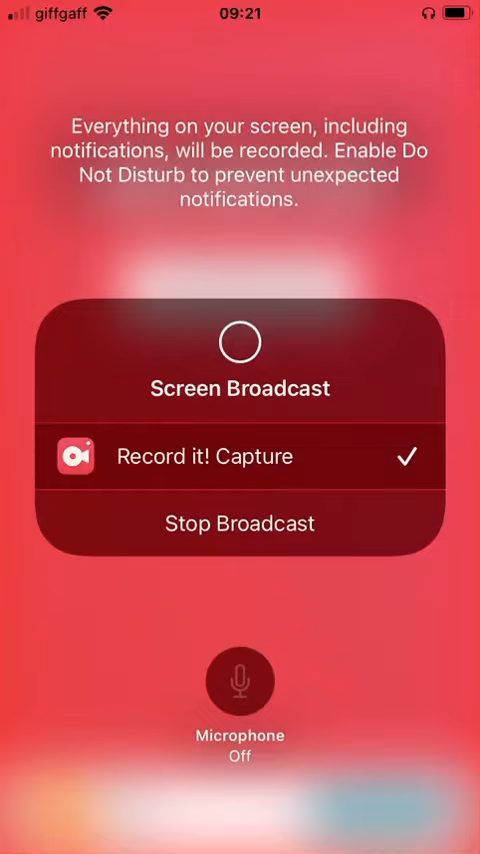 giffgaff
09:21
Everything on your screen, including
notifications, will be recorded. Enable Do
Not Disturb to prevent unexpected
notifications.
Screen Broadcast
Record it! Capture
Stop Broadcast
Microphone
Off